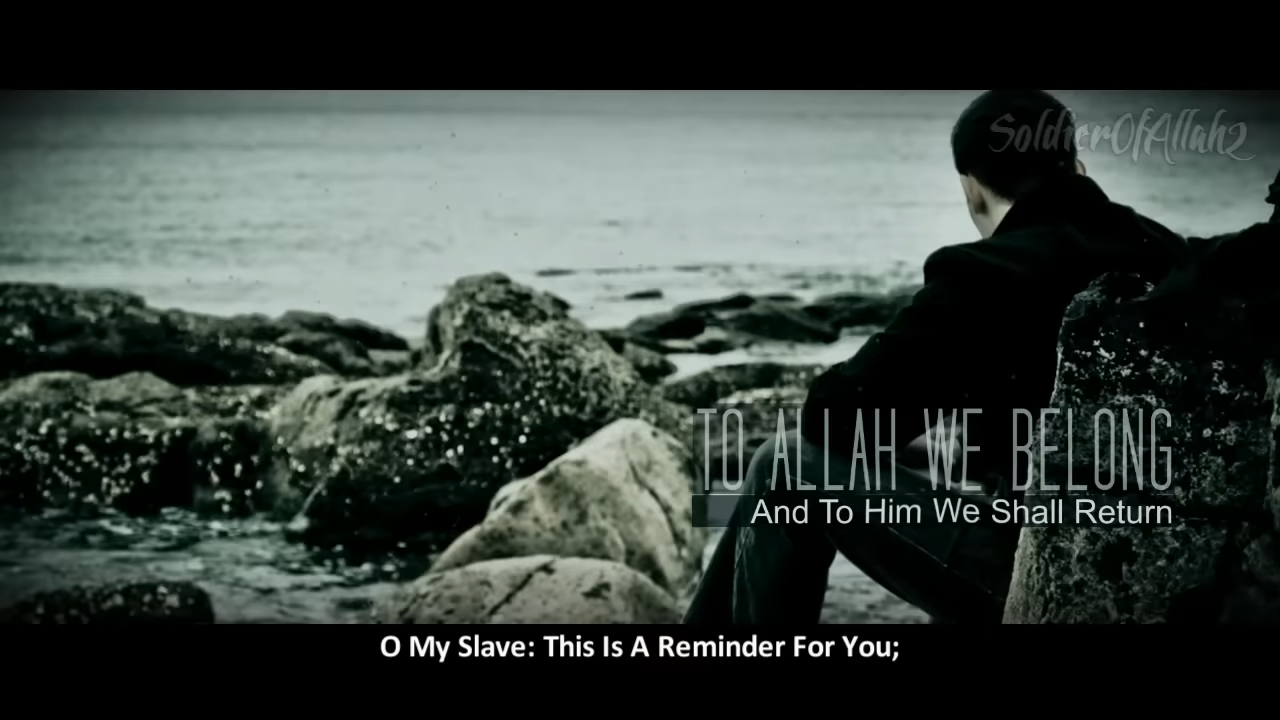 SoldierOfAllah2
TO ALLAH WE BELONG
And To Him We Shall Return
O My Slave: This Is A Reminder For You;